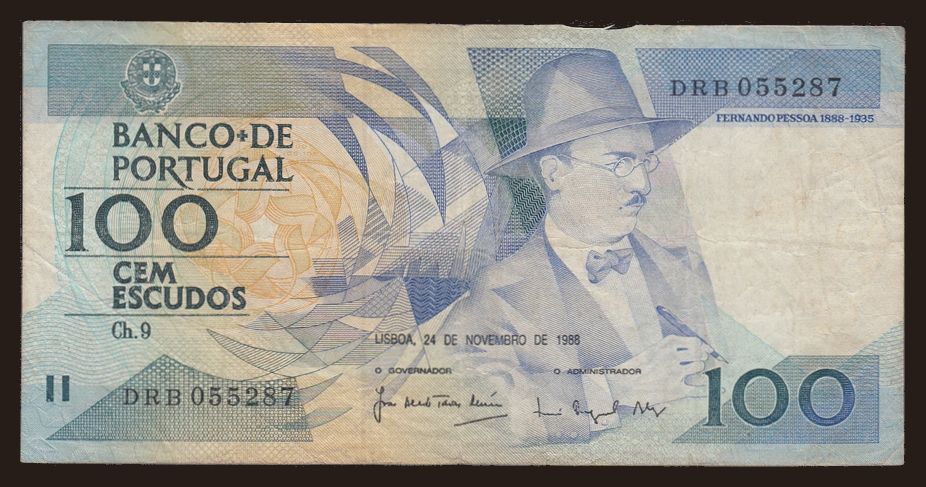 DRB 055287
FERNANDO PESSOA 1888-1935
BANCO DE
PORTUGAL
100
CEM
ESCUDOS
Ch. 9
LISBOA, 24 DE NOVEMBRO DE 1988
O GOVERNADOR O ADMINISTRADOR
DRB 055287
100